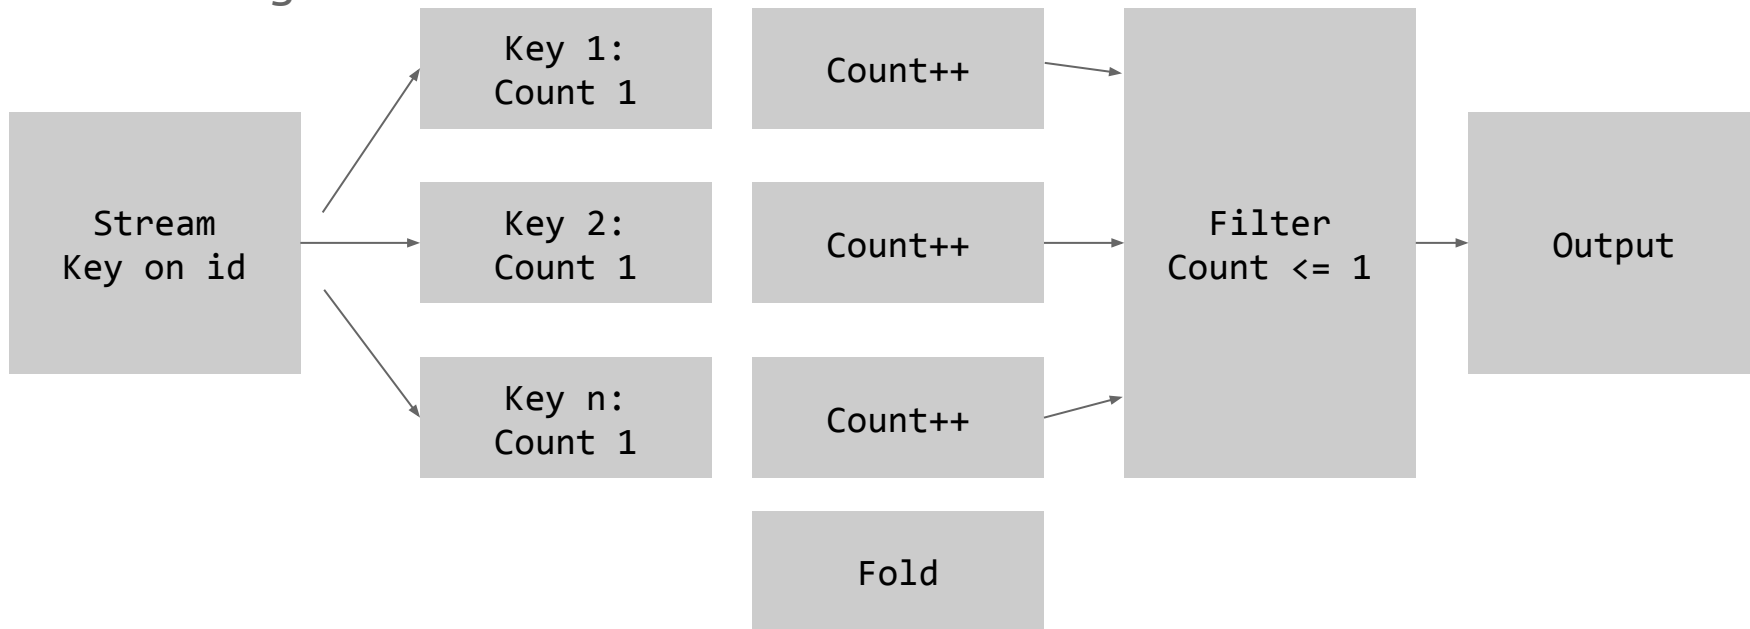 Stream
Key on id
Key 1:
Count 1
Key 2:
Count 1
Key n:
Count 1
Count++
Count++
Count++
Fold
Filter
Count <= 1
Output